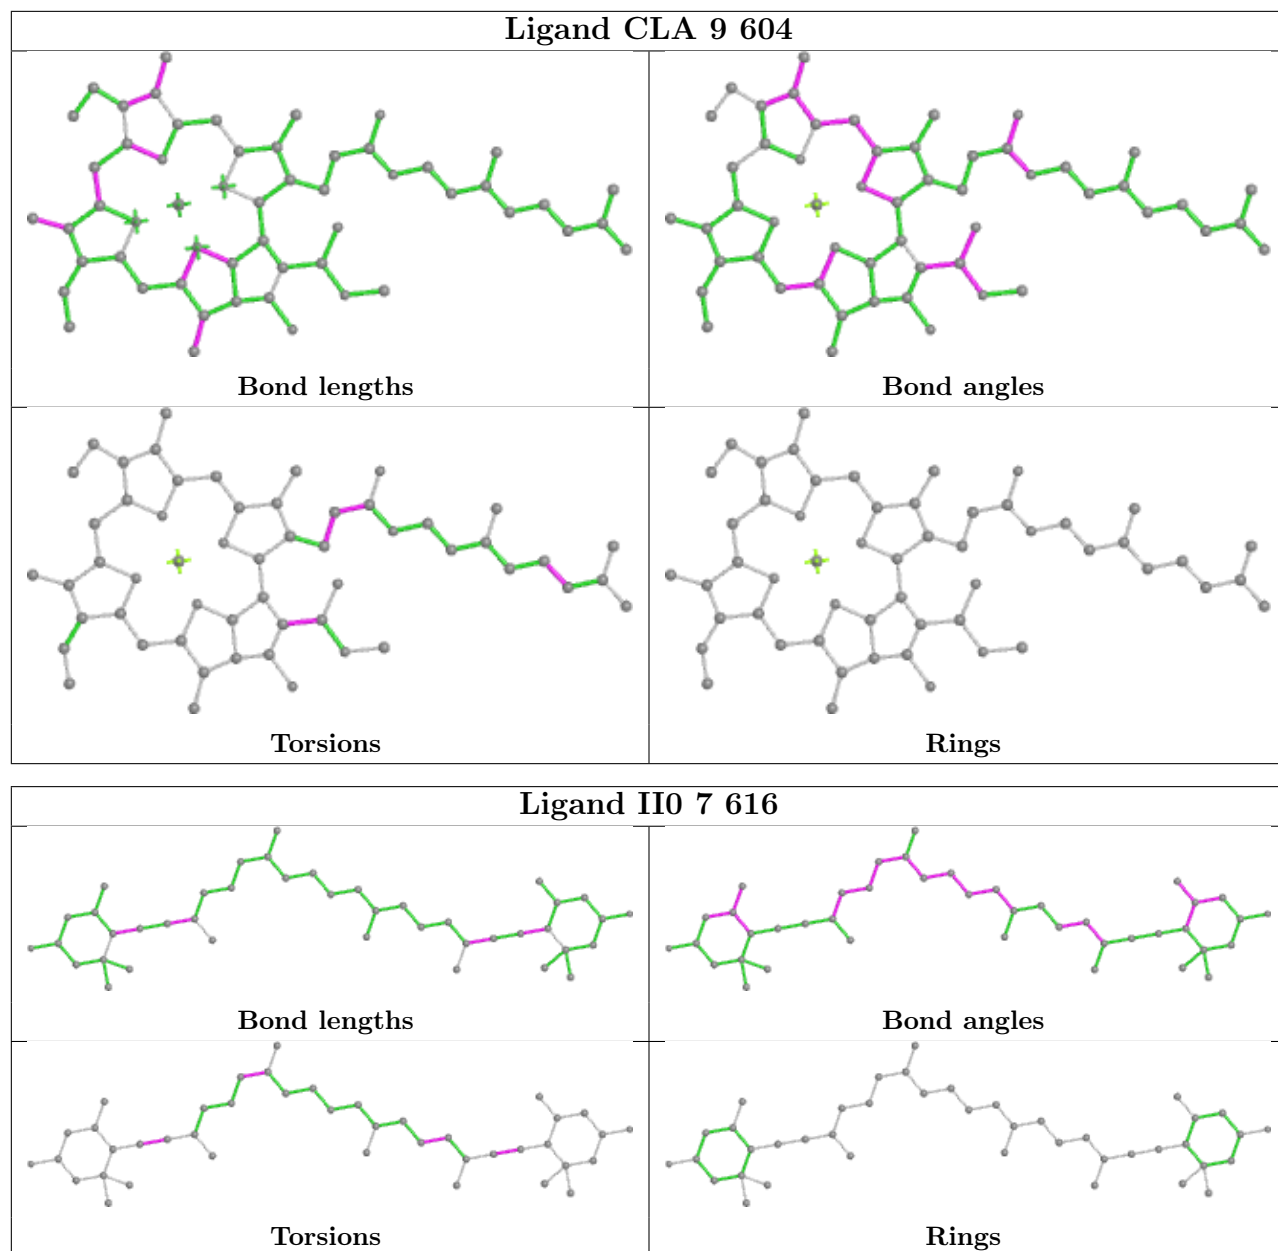 Ligand CLA 9 604
Bond lengths
Bond angles
Torsions
Rings
Ligand II0 7 616
Bond lengths
Bond angles
Torsions
Rings